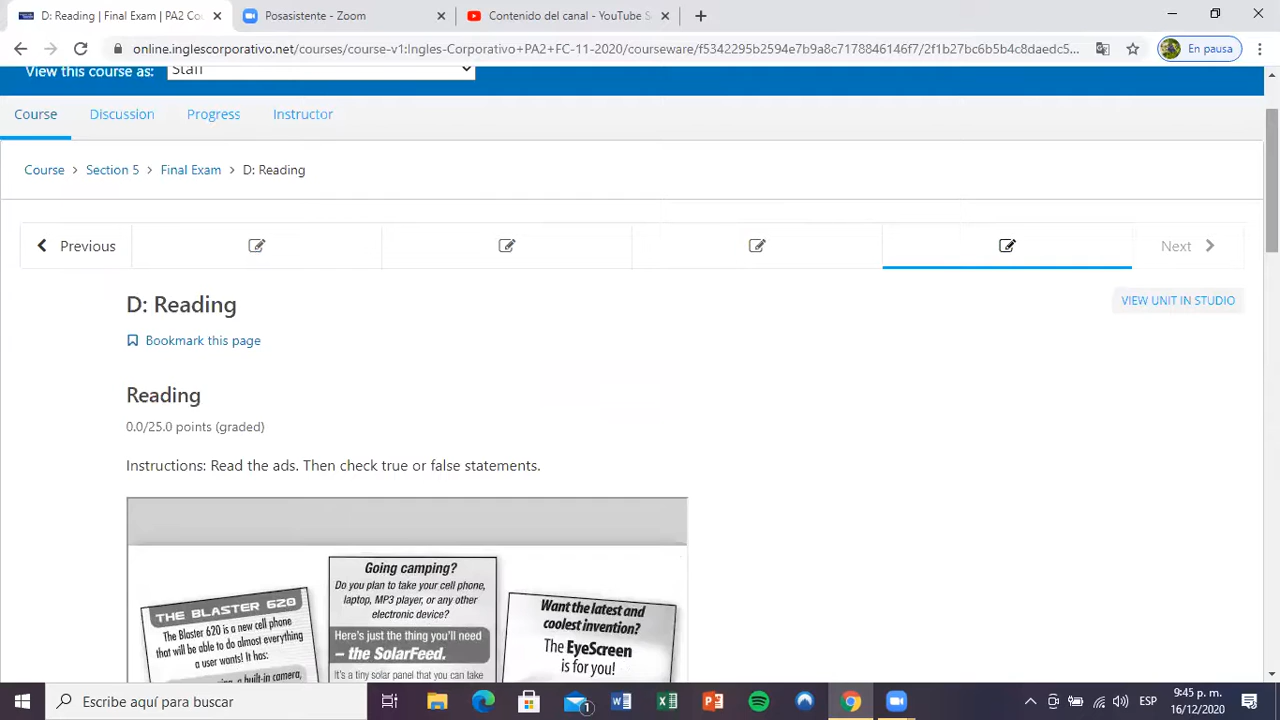 D: Reading | Final Exam | PA2 Co
Posasistente - Zoom
Contenido del canal - YouTube S
online.inglescorporativo.net/courses/course-v1:Ingles-Corporativo+PA2+FC-11-2020/courseware/f5342295b2594e7b9a8c7178846146f7/2f1b27bc6b5b4c8daedc5...
En pausa
View this course as:
Staff
Course
Discussion
Progress
Instructor
Course > Section 5 > Final Exam > D: Reading
Previous
Next
D: Reading
VIEW UNIT IN STUDIO
Bookmark this page
Reading
0.0/25.0 points (graded)
Instructions: Read the ads. Then check true or false statements.
THE BLASTER 620
The Blaster 620 is a new cell phone
that will be able to do almost everything
a user wants! It has:
a built-in camera,
Going camping?
Do you plan to take your cell phone,
laptop, MP3 player, or any other
electronic device?
Here's just the thing you'll need
– the SolarFeed.
It's a tiny solar panel that you can take
Want the latest and
coolest invention?
The EyeScreen
is for you!
Escribe aquí para buscar
1
ESP
9:45 p. m.
16/12/2020